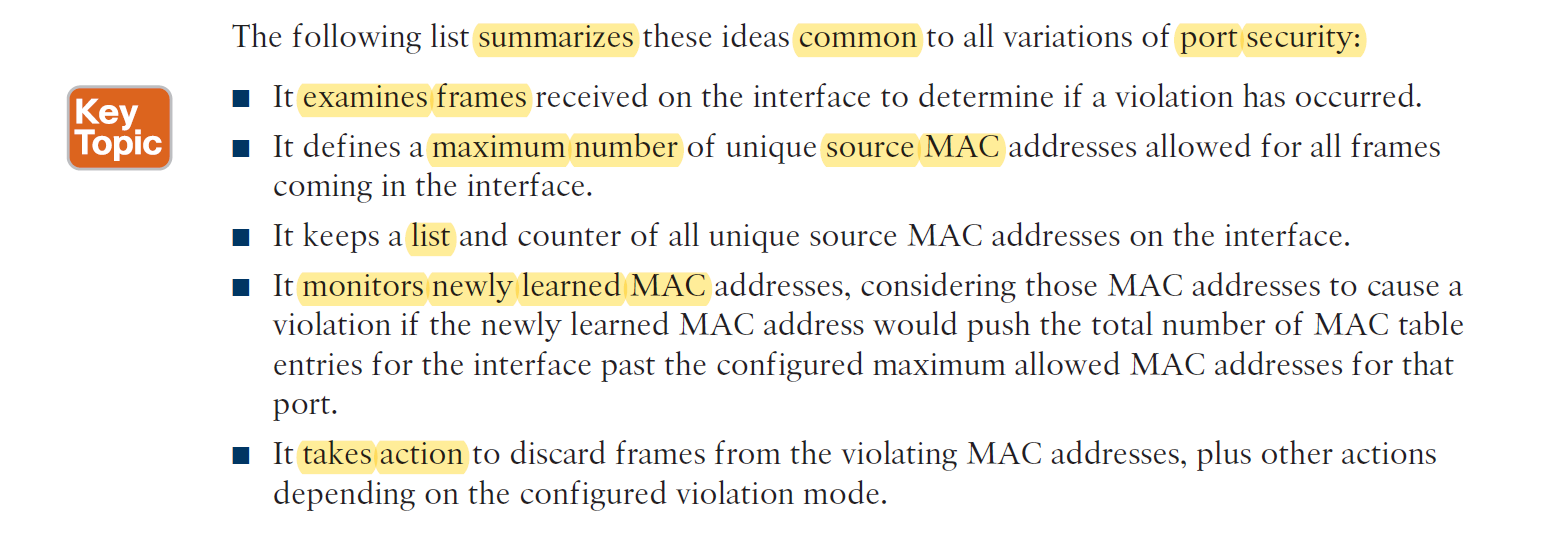 The following list summarizes these ideas common to all variations of port security:
Key
Topic
■ It examines frames received on the interface to determine if a violation has occurred.
■ It defines a maximum number of unique source MAC addresses allowed for all frames
coming in the interface.
■ It keeps a list and counter of all unique source MAC addresses on the interface.
■ It monitors newly learned MAC addresses, considering those MAC addresses to cause a
violation if the newly learned MAC address would push the total number of MAC table
entries for the interface past the configured maximum allowed MAC addresses for that
port.
■ It takes action to discard frames from the violating MAC addresses, plus other actions
depending on the configured violation mode.